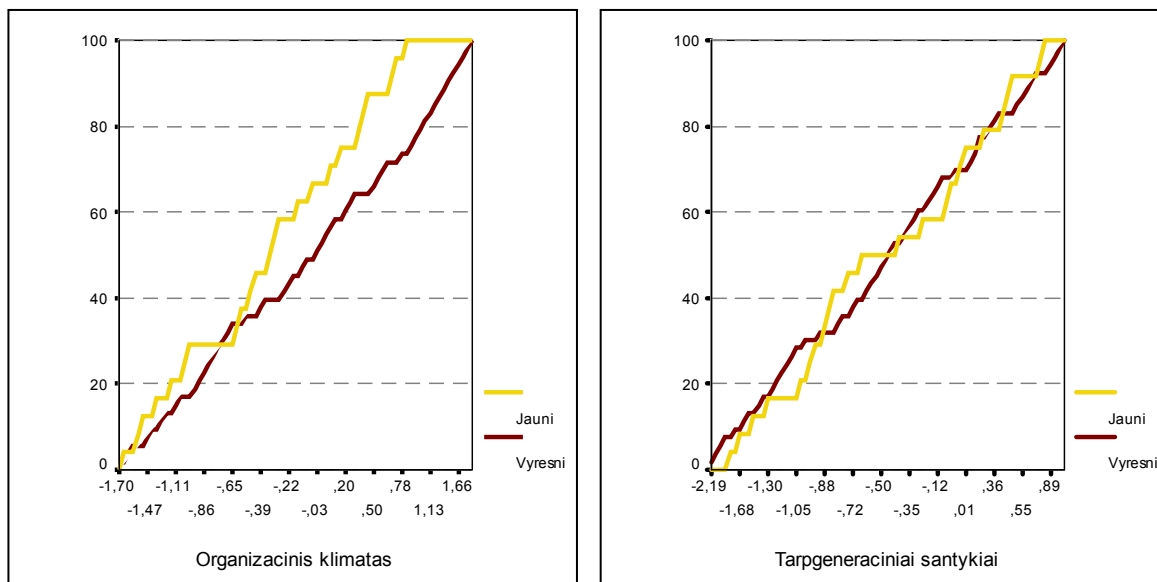 100
80
60
40
20
0
Jauni
Vyresni
-1,70 -1,11 -,65 -,22 ,20 ,78 1,66
-1,47 -,86 -,39 -,03 ,50 1,13
Organizacinis klimatas
100
80
60
40
20
0
Jauni
Vyresni
-2,19 -1,30 -,88 -,50 -,12 ,36 ,89
-1,68 -1,05 -,72 -,35 ,01 ,55
Tarpgeneraciniai santykiai